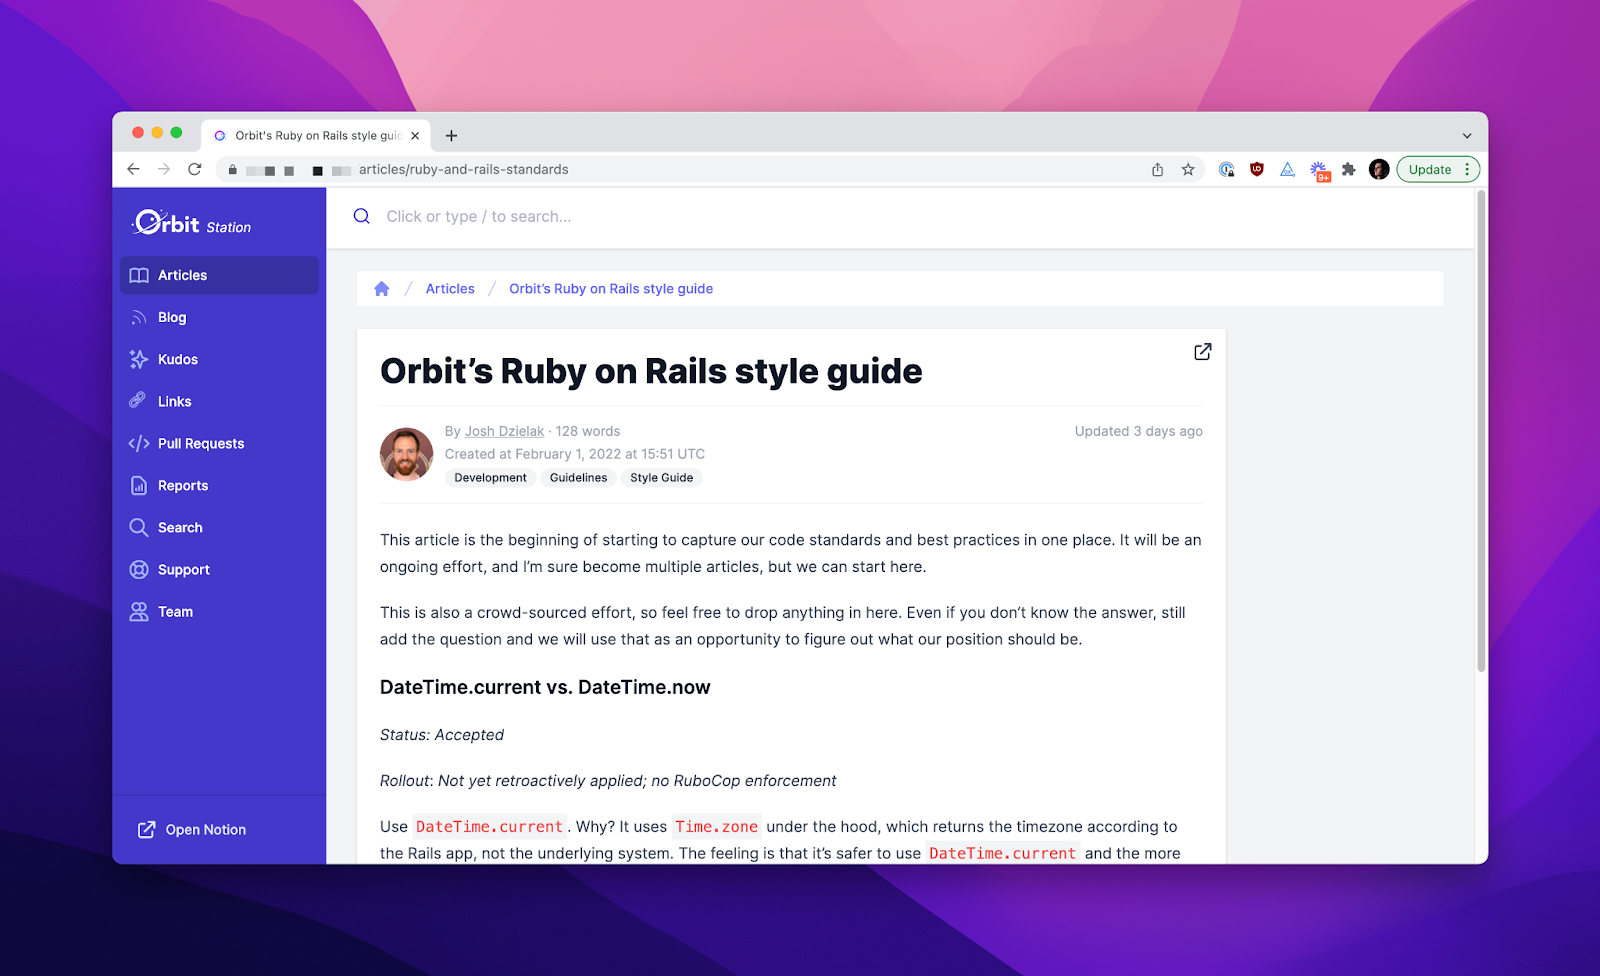 Orbit's Ruby on Rails style guid
articles/ruby-and-rails-standards
9+
Update
Orbit Station
Click or type / to search...
Articles
Blog
Kudos
Links
Pull Requests
Reports
Search
Support
Team
Open Notion
/ Articles / Orbit's Ruby on Rails style guide
Orbit's Ruby on Rails style guide
By Josh Dzielak · 128 words
Updated 3 days ago
Created at February 1, 2022 at 15:51 UTC
Development Guidelines Style Guide
This article is the beginning of starting to capture our code standards and best practices in one place. It will be an
ongoing effort, and I'm sure become multiple articles, but we can start here.
This is also a crowd-sourced effort, so feel free to drop anything in here. Even if you don't know the answer, still
add the question and we will use that as an opportunity to figure out what our position should be.
DateTime.current vs. DateTime.now
Status: Accepted
Rollout: Not yet retroactively applied; no RuboCop enforcement
Use DateTime.current. Why? It uses Time.zone under the hood, which returns the timezone according to
the Rails app, not the underlying system. The feeling is that it's safer to use DateTime.current and the more